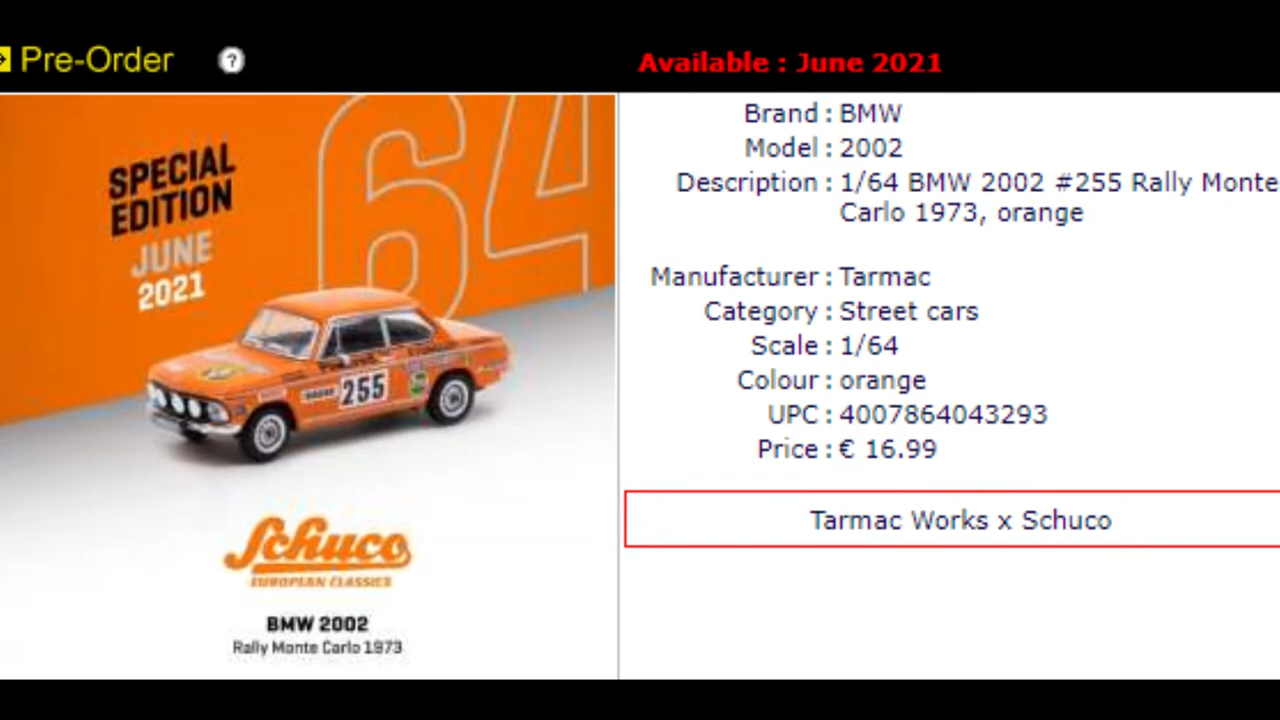 Pre-Order
?
Available : June 2021
SPECIAL
EDITION
JUNE
2021
64
255
Schuco
EUROPEAN CLASSICS
BMW 2002
Rally Monte Carlo 1973
Brand : BMW
Model : 2002
Description : 1/64 BMW 2002 #255 Rally Monte
Carlo 1973, orange
Manufacturer : Tarmac
Category : Street cars
Scale : 1/64
Colour : orange
UPC : 4007864043293
Price : € 16.99
Tarmac Works x Schuco